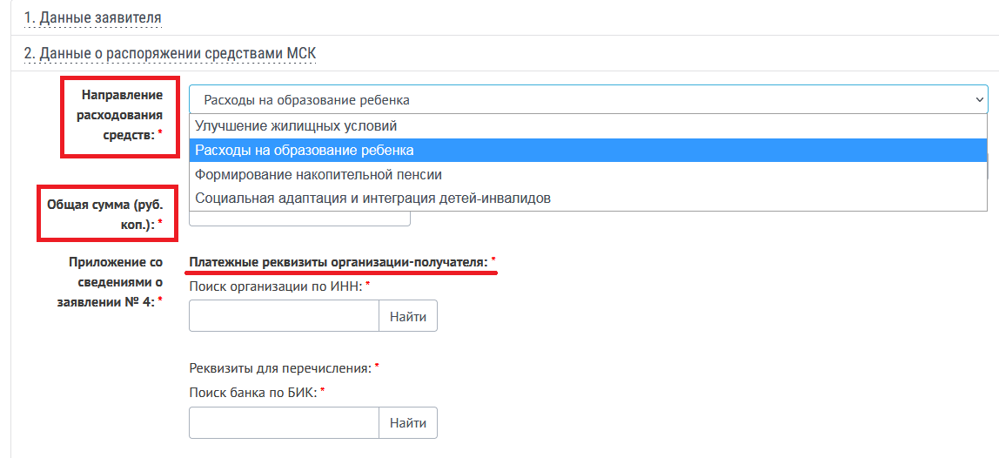 1. Данные заявителя
2. Данные о распоряжении средствами МСК
Направление
расходования
средств: *
Расходы на образование ребенка
Улучшение жилищных условий
Расходы на образование ребенка
Формирование накопительной пенсии
Социальная адаптация и интеграция детей-инвалидов
Общая сумма (руб.
коп.): *
Приложение со
сведениями о
заявлении № 4: *
Платежные реквизиты организации-получателя: *
Поиск организации по ИНН: *
Найти
Реквизиты для перечисления: *
Поиск банка по БИК: *
Найти